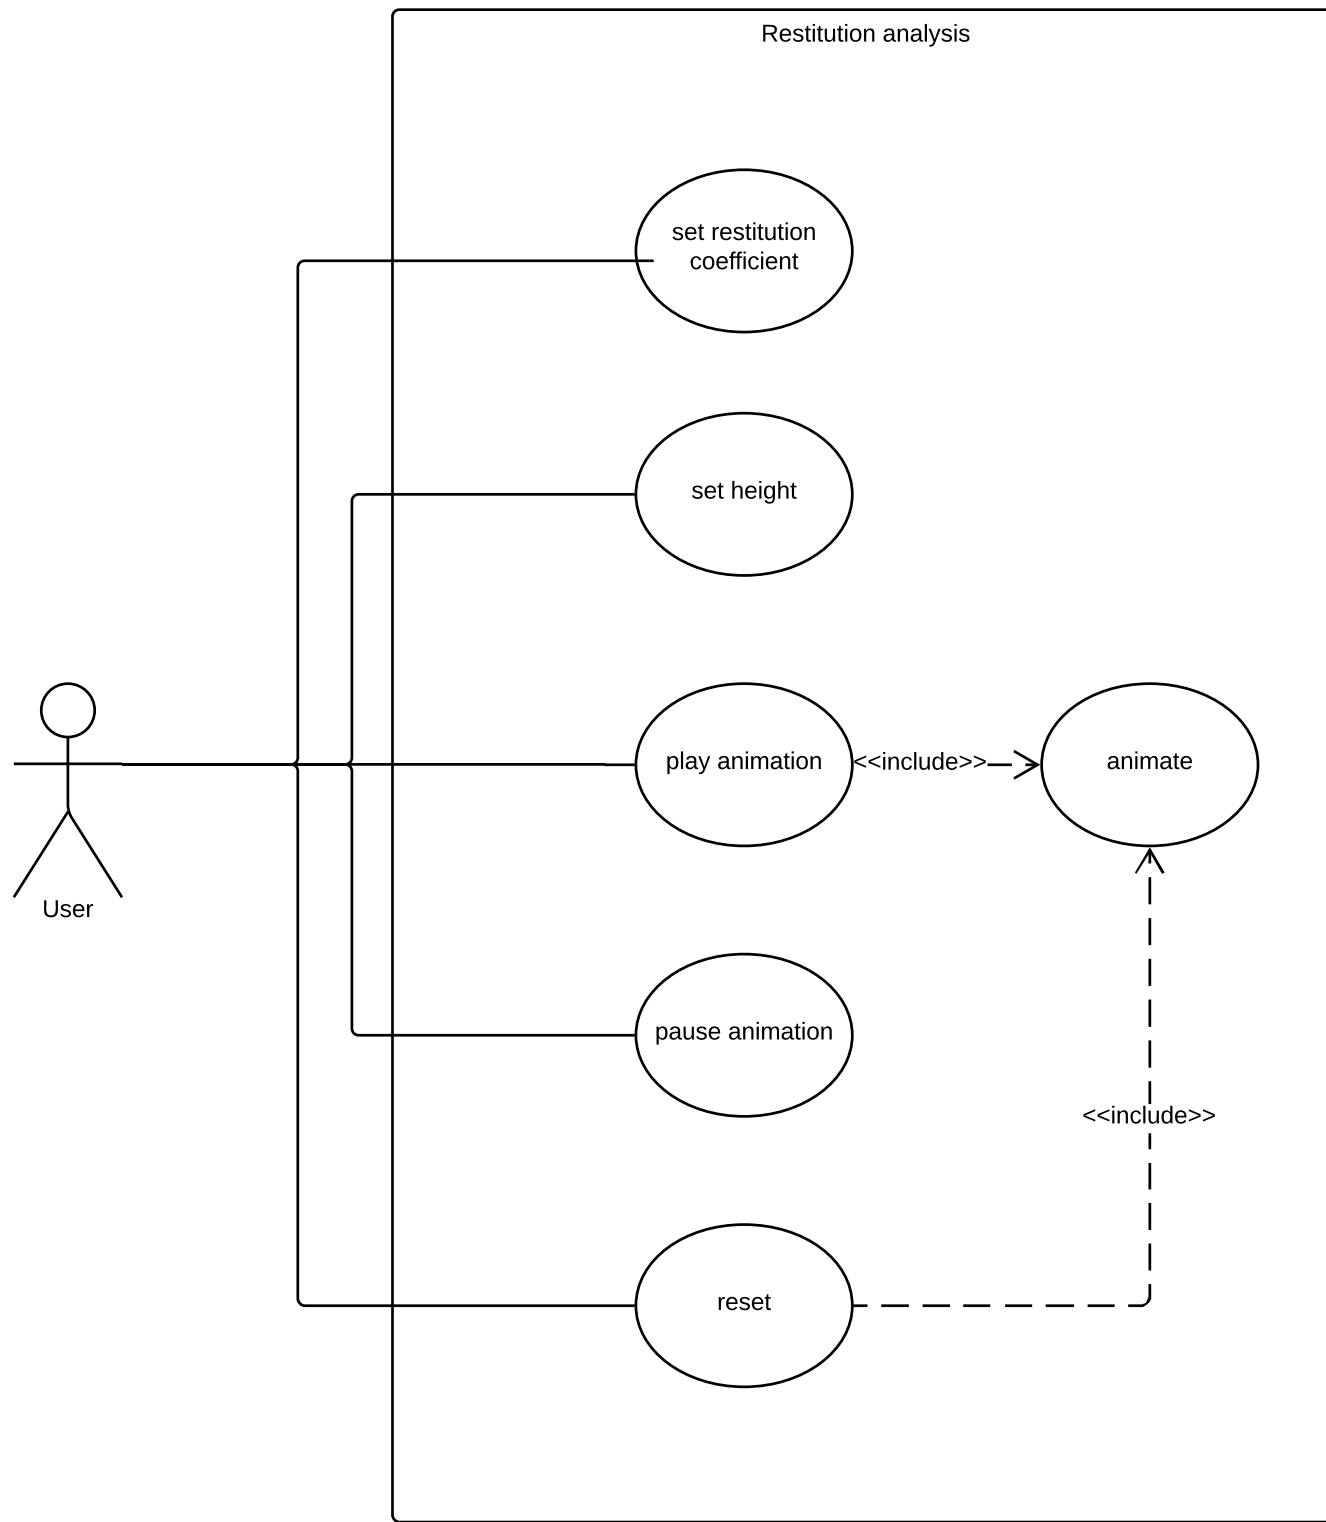 Restitution analysis
set restitution
coefficient
set height
play animation
<<include>>
animate
User
pause animation
<<include>>
reset